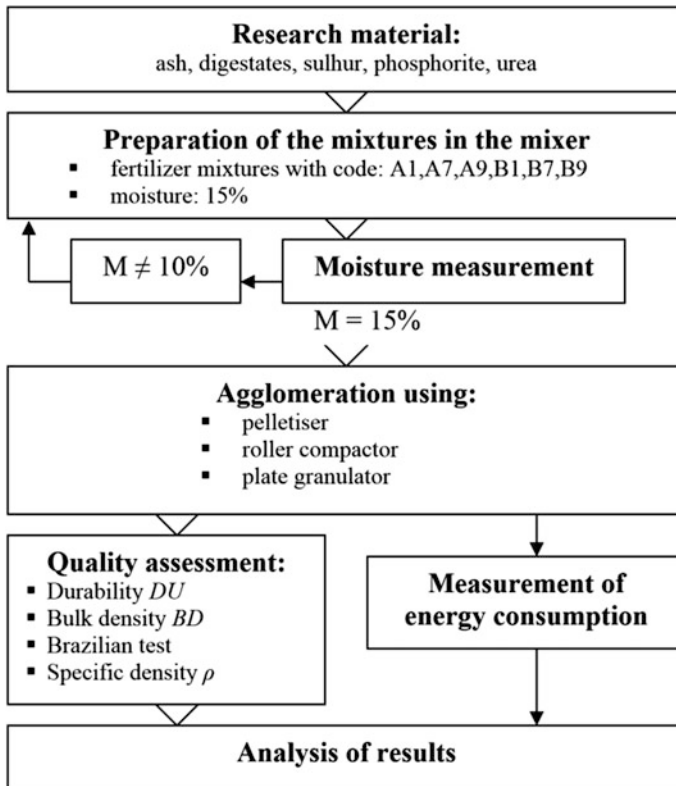 Research material:
ash, digestates, sulhur, phosphorite, urea
Preparation of the mixtures in the mixer
▪ fertilizer mixtures with code: A1,A7,A9,B1,B7,B9
▪ moisture: 15%
M ≠ 10%
Moisture measurement
M = 15%
Agglomeration using:
▪ pelletiser
▪ roller compactor
▪ plate granulator
Quality assessment:
▪ Durability DU
▪ Bulk density BD
▪ Brazilian test
▪ Specific density ρ
Measurement of
energy consumption
Analysis of results